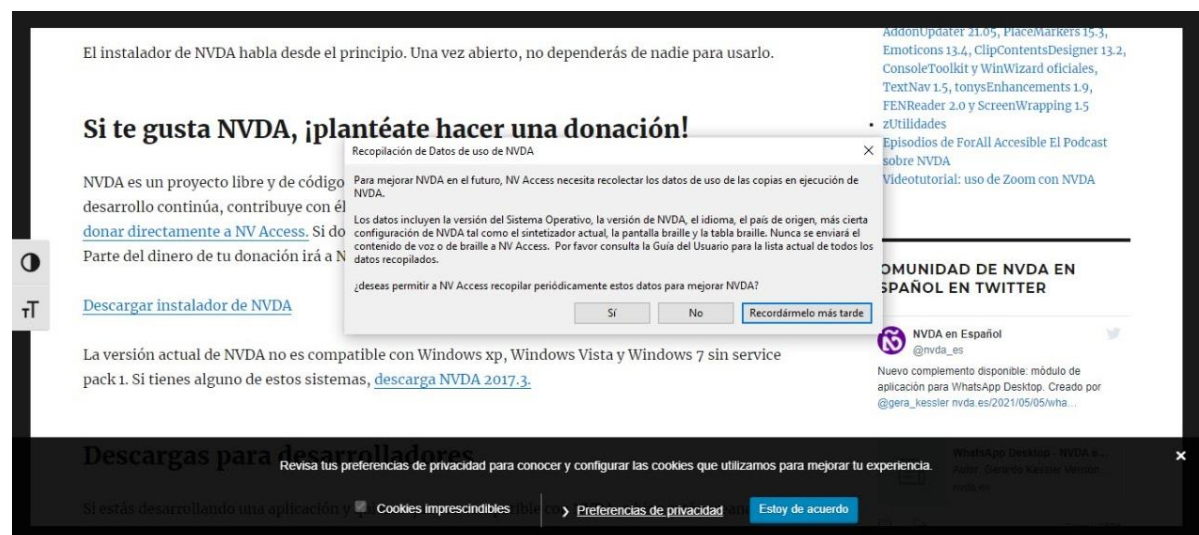 El instalador de NVDA habla desde el principio. Una vez abierto, no dependerás de nadie para usarlo.
Si te gusta NVDA, ¡plantéate hacer una donación!
NVDA es un proyecto libre y de código
desarrollo continúa, contribuye con él
donar directamente a NV Access. Si do
Parte del dinero de tu donación irá a N
Descargar instalador de NVDA
La versión actual de NVDA no es compatible con Windows xp, Windows Vista y Windows 7 sin service
pack 1. Si tienes alguno de estos sistemas, descarga NVDA 2017.3.
Descargas para desarrolladores
Si estás desarrollando una aplicación y
Recopilación de Datos de uso de NVDA
Para mejorar NVDA en el futuro, NV Access necesita recolectar los datos de uso de las copias en ejecución de
NVDA.
Los datos incluyen la versión del Sistema Operativo, la versión de NVDA, el idioma, el país de origen, más cierta
configuración de NVDA tal como el sintetizador actual, la pantalla braille y la tabla braille. Nunca se enviará el
contenido de voz o de braille a NV Access. Por favor consulta la Guía del Usuario para la lista actual de todos los
datos recopilados.
¿deseas permitir a NV Access recopilar periódicamente estos datos para mejorar NVDA?
Sí No Recordármelo más tarde
AddonUpdater 21.05, PlaceMarkers 15.3,
Emoticons 13.4, ClipContentsDesigner 13.2,
ConsoleToolkit y WinWizard oficiales,
TextNav 1.5, tonysEnhancements 1.9,
FENReader 2.0 y ScreenWrapping 1.5
zUtilidades
Episodios de ForAll Accesible El Podcast
sobre NVDA
Videotutorial: uso de Zoom con NVDA
OMUNIDAD DE NVDA EN
SPAÑOL EN TWITTER
NVDA en Español
@nvda_es
Nuevo complemento disponible: módulo de
aplicación para WhatsApp Desktop. Creado por
@gera_kessler nvda.es/2021/05/05/wha…
WhatsApp Desktop - NVDA e...
Autor: Gerardo Kessler Versión
nvda.es
Revisa tus preferencias de privacidad para conocer y configurar las cookies que utilizamos para mejorar tu experiencia.
Cookies imprescindibles
Preferencias de privacidad
Estoy de acuerdo